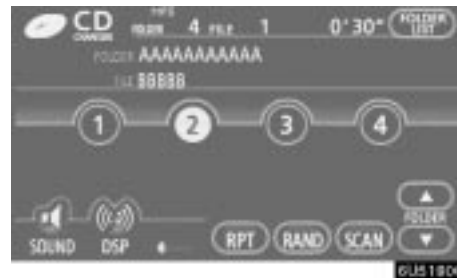 CD MP3 FOLDER 4 FILE 1 0'30" FOLDER LIST
CHANGER
FOLDER AAAAAAAAAAA
FILE BBBBB
1 2 3 4
FOLDER
SOUND DSP RPT RAND SCAN
6U5190